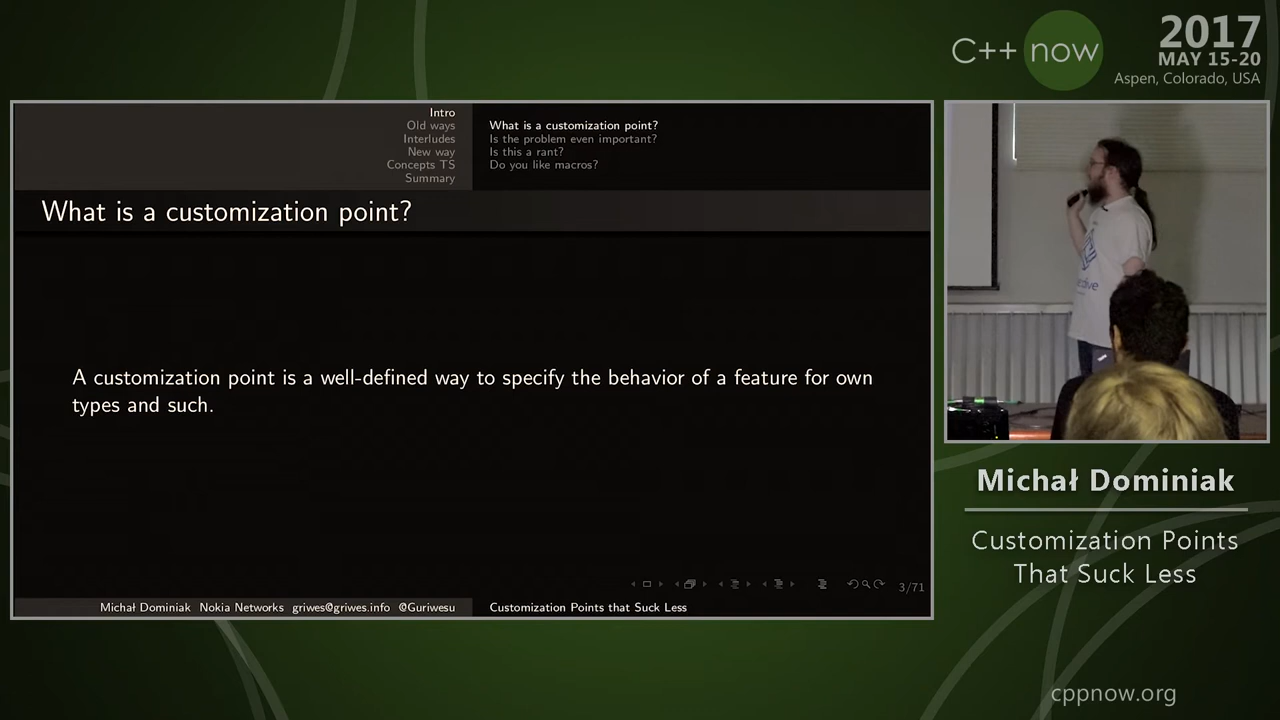 C++ now
2017
MAY 15-20
Aspen, Colorado, USA
Intro
Old ways
Interludes
New way
Concepts TS
Summary
What is a customization point?
Is the problem even important?
Is this a rant?
Do you like macros?
What is a customization point?
A customization point is a well-defined way to specify the behavior of a feature for own
types and such.
3/71
Michał Dominiak Nokia Networks griwes@griwes.info @Guriwesu
Customization Points that Suck Less
Michał Dominiak
Customization Points
That Suck Less
cppnow.org